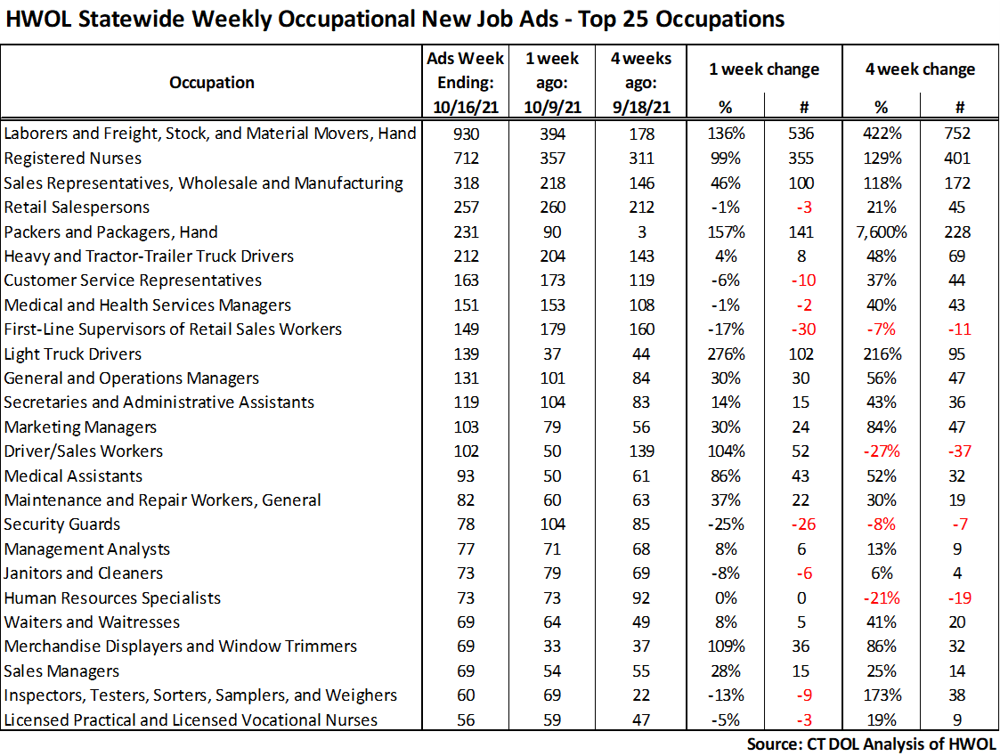 HWOL Statewide Weekly Occupational New Job Ads - Top 25 Occupations
Occupation Ads Week Ending: 10/16/21 1 week ago: 10/9/21 4 weeks ago: 9/18/21 1 week change 4 week change
% # % #
Laborers and Freight, Stock, and Material Movers, Hand 930 394 178 136% 536 422% 752
Registered Nurses 712 357 311 99% 355 129% 401
Sales Representatives, Wholesale and Manufacturing 318 218 146 46% 100 118% 172
Retail Salespersons 257 260 212 -1% -3 21% 45
Packers and Packagers, Hand 231 90 3 157% 141 7,600% 228
Heavy and Tractor-Trailer Truck Drivers 212 204 143 4% 8 48% 69
Customer Service Representatives 163 173 119 -6% -10 37% 44
Medical and Health Services Managers 151 153 108 -1% -2 40% 43
First-Line Supervisors of Retail Sales Workers 149 179 160 -17% -30 -7% -11
Light Truck Drivers 139 37 44 276% 102 216% 95
General and Operations Managers 131 101 84 30% 30 56% 47
Secretaries and Administrative Assistants 119 104 83 14% 15 43% 36
Marketing Managers 103 79 56 30% 24 84% 47
Driver/Sales Workers 102 50 139 104% 52 -27% -37
Medical Assistants 93 50 61 86% 43 52% 32
Maintenance and Repair Workers, General 82 60 63 37% 22 30% 19
Security Guards 78 104 85 -25% -26 -8% -7
Management Analysts 77 71 68 8% 6 13% 9
Janitors and Cleaners 73 79 69 -8% -6 6% 4
Human Resources Specialists 73 73 92 0% 0 -21% -19
Waiters and Waitresses 69 64 49 8% 5 41% 20
Merchandise Displayers and Window Trimmers 69 33 37 109% 36 86% 32
Sales Managers 69 54 55 28% 15 25% 14
Inspectors, Testers, Sorters, Samplers, and Weighers 60 69 22 -13% -9 173% 38
Licensed Practical and Licensed Vocational Nurses 56 59 47 -5% -3 19% 9
Source: CT DOL Analysis of HWOL